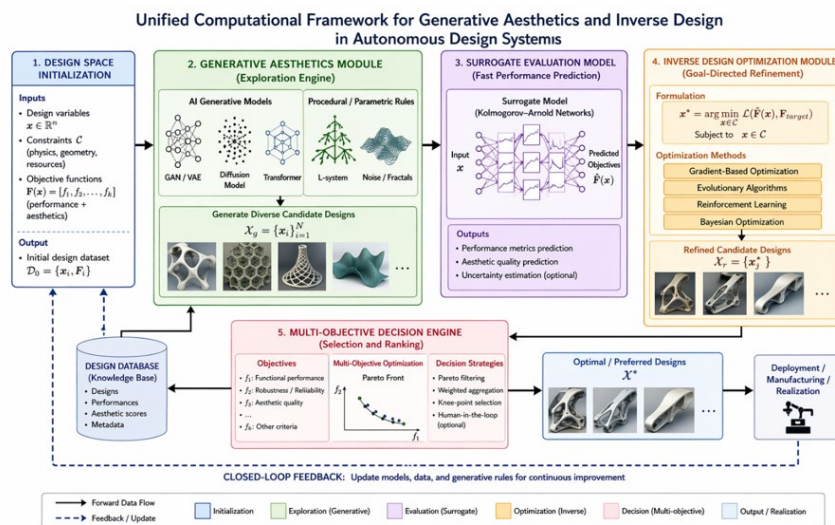 Unified Computational Framework for Generative Aesthetics and Inverse Design
in Autonomous Design Systems
1. DESIGN SPACE
INITIALIZATION
Inputs
• Design variables
x ∈ ℝⁿ
• Constraints C
(physics, geometry,
resources)
• Objective functions
F(x) = [f₁, f₂, . . . , fₖ]
(performance +
aesthetics)
Output
• Initial design dataset
D₀ = {xᵢ, Fᵢ}
2. GENERATIVE AESTHETICS MODULE
(Exploration Engine)
AI Generative Models
GAN / VAE
Diffusion
Model
Transformer
Procedural / Parametric Rules
L-system
Noise / Fractals
Generate Diverse Candidate Designs
X_g = {xᵢ}ᵢ₌₁ᴺ
...
3. SURROGATE EVALUATION MODEL
(Fast Performance Prediction)
Surrogate Model
(Kolmogorov–Arnold Networks)
Input
x
Predicted
Objectives
F̂(x)
Outputs
• Performance metrics prediction
• Aesthetic quality prediction
• Uncertainty estimation (optional)
4. INVERSE DESIGN OPTIMIZATION MODULE
(Goal-Directed Refinement)
Formulation
x* = arg min x∈C L(F̂(x), F_target)
Subject to x ∈ C
Optimization Methods
Gradient-Based Optimization
Evolutionary Algorithms
Reinforcement Learning
Bayesian Optimization
Refined Candidate Designs
X_r = {x*_j }
...
5. MULTI-OBJECTIVE DECISION ENGINE
(Selection and Ranking)
Objectives
• f₁: Functional performance
• f₂: Robustness / Reliability
• f₃: Aesthetic quality
...
• fₖ: Other criteria
Multi-Objective Optimization
Pareto Front
f₂
f₁
Decision Strategies
• Pareto filtering
• Weighted aggregation
• Knee-point selection
• Human-in-the-loop
(optional)
DESIGN DATABASE
(Knowledge Base)
• Designs
• Performances
• Aesthetic scores
• Metadata
Optimal / Preferred Designs
X*
...
Deployment /
Manufacturing /
Realization
CLOSED-LOOP FEEDBACK: Update models, data, and generative rules for continuous improvement
Forward Data Flow
Feedback / Update
Initialization
Exploration (Generative)
Evaluation (Surrogate)
Optimization (Inverse)
Decision (Multi-objective)
Output / Realization